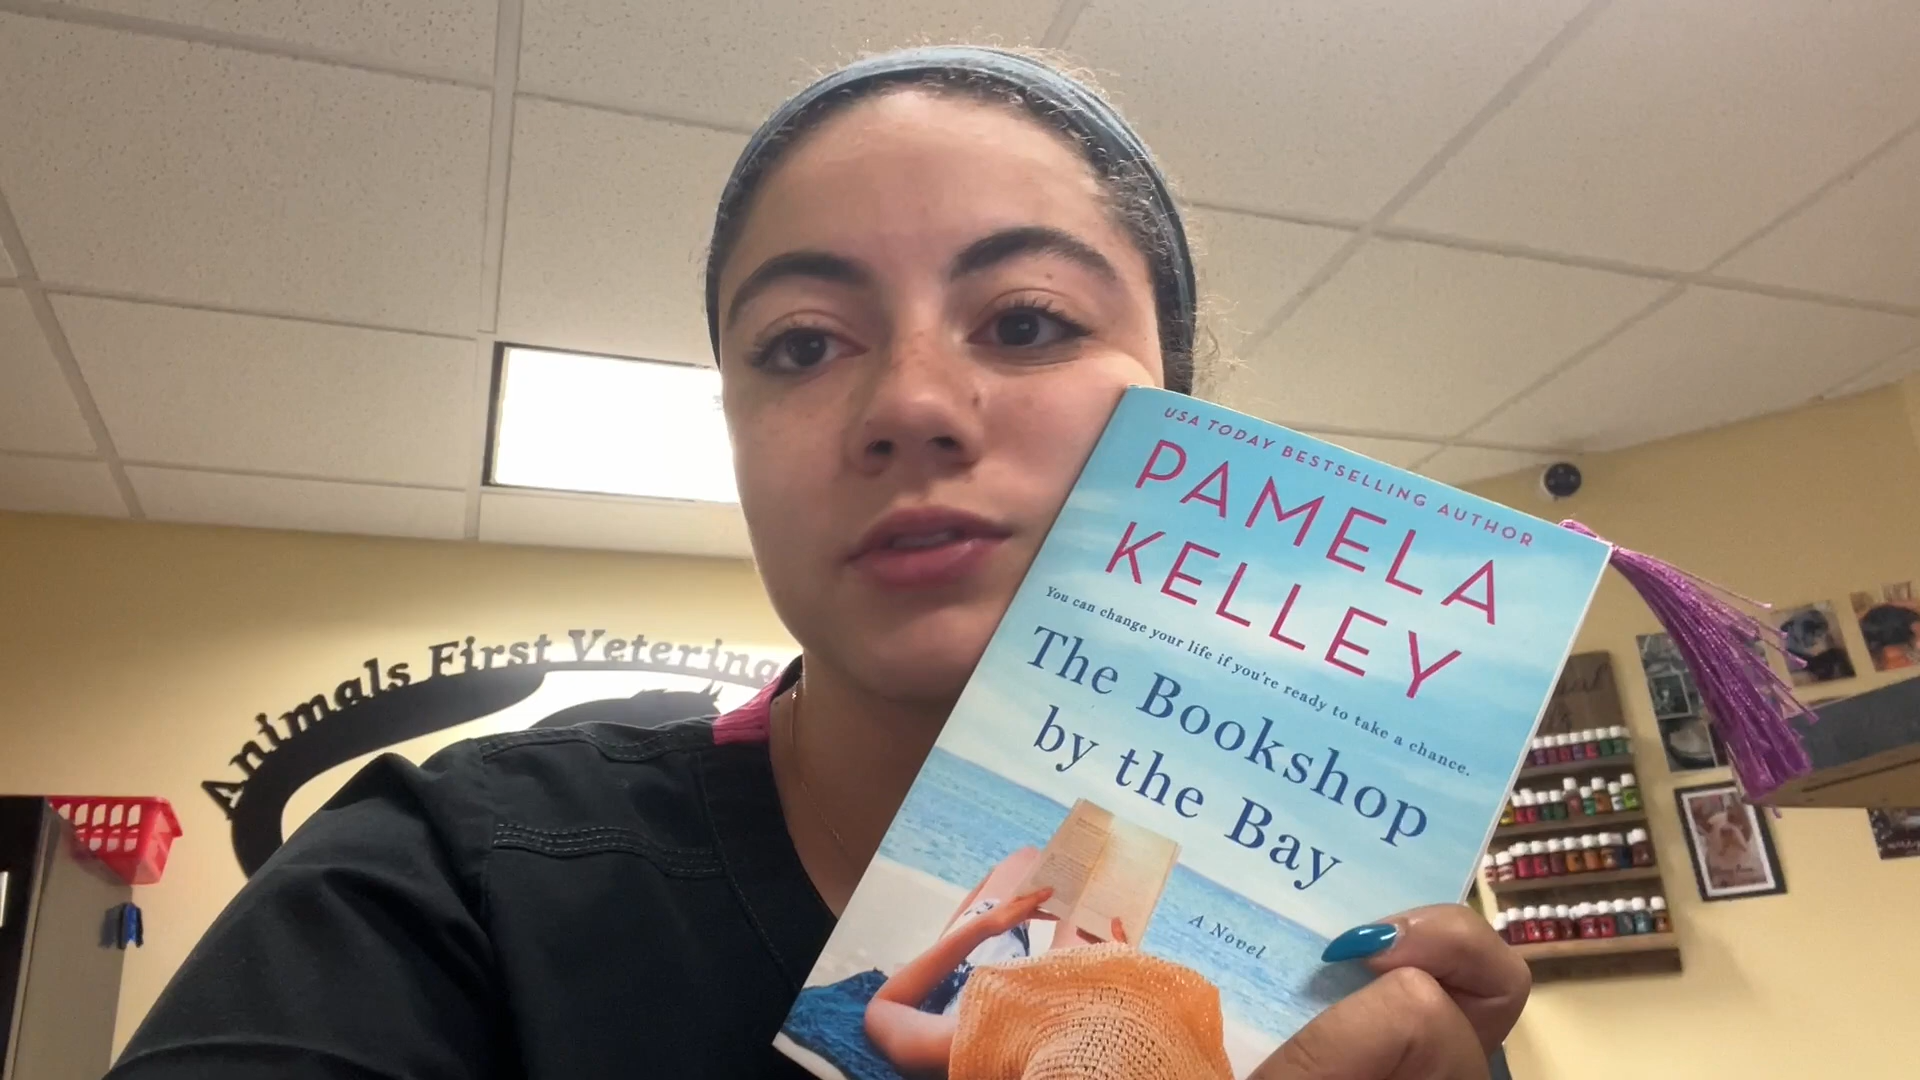 Animals First Veterina
USA TODAY BESTSELLING AUTHOR
PAMELA
KELLEY
You can change your life if you're ready to take a chance.
The Bookshop
by the Bay
A Novel